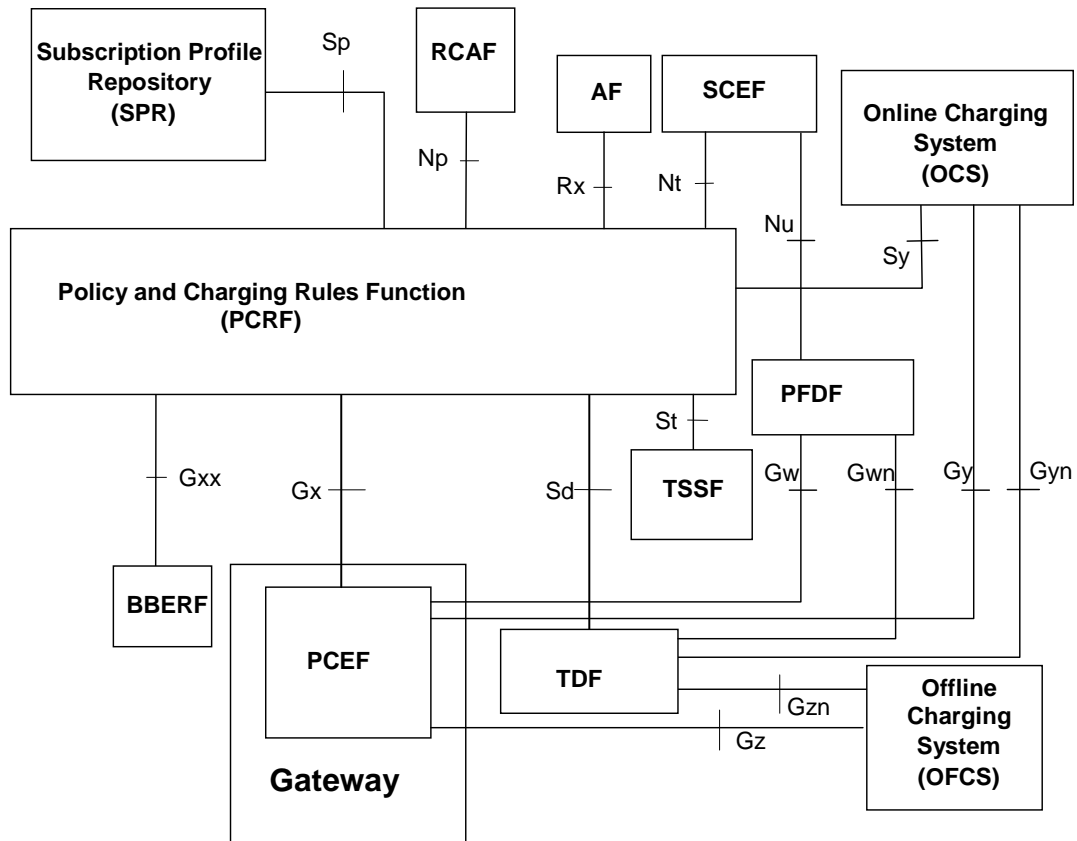 Subscription Profile
Repository
(SPR)
Sp
RCAF
AF
SCEF
Online Charging
System
(OCS)
Np
Rx
Nt
Nu
Sy
Policy and Charging Rules Function
(PCRF)
PFDF
St
Gxx
Gx
Sd
TSSF
Gw
Gwn
Gy
Gyn
BBERF
PCEF
TDF
Offline
Charging
System
(OFCS)
Gzn
Gz
Gateway